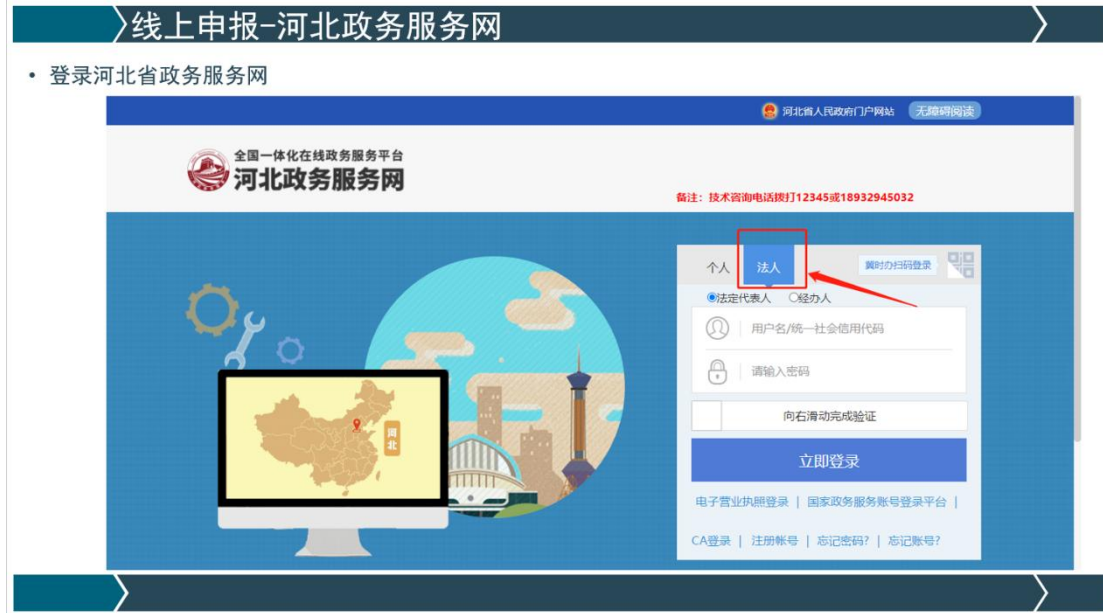 线上申报-河北政务服务网
• 登录河北省政务服务网
河北省人民政府门户网站 无障碍阅读
全国一体化在线政务服务平台
河北政务服务网
备注：技术咨询电话拨打12345或18932945032
个人 法人 冀时办扫码登录
法定代表人 经办人
用户名/统一社会信用代码
请输入密码
向右滑动完成验证
立即登录
电子营业执照登录 | 国家政务服务账号登录平台 |
CA登录 | 注册帐号 | 忘记密码? | 忘记账号?
河北